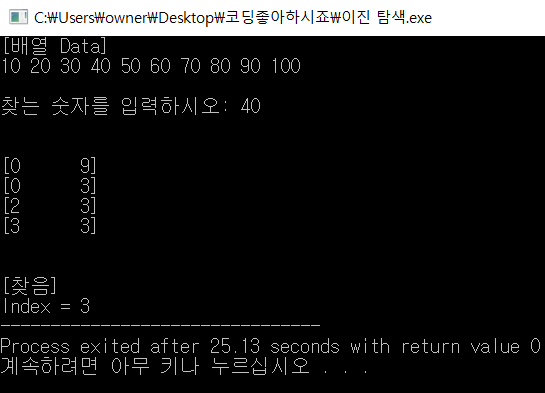 C:₩Users₩owner₩Desktop₩코딩좋아하시죠₩이진 탐색.exe
[배열 Data]
10 20 30 40 50 60 70 80 90 100
찾는 숫자를 입력하시오: 40
[0      9]
[0      3]
[2      3]
[3      3]
[찾음]
Index = 3
--------------------------------
Process exited after 25.13 seconds with return value 0
계속하려면 아무 키나 누르십시오 . . .